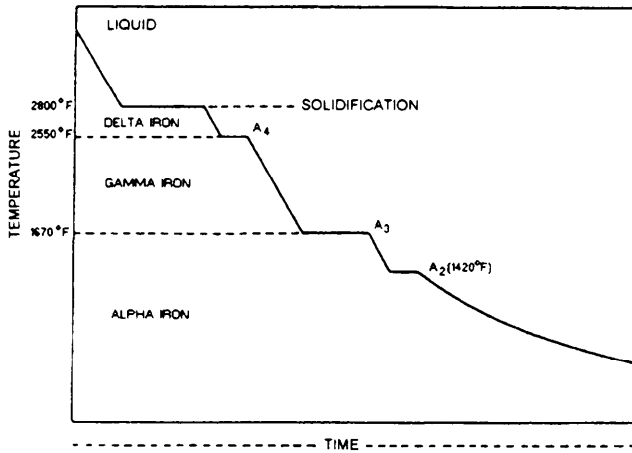 LIQUID
2800°F
SOLIDIFICATION
DELTA IRON
A4
2550°F
GAMMA IRON
TEMPERATURE
1670°F
A3
A2 (1420°F)
ALPHA IRON
TIME